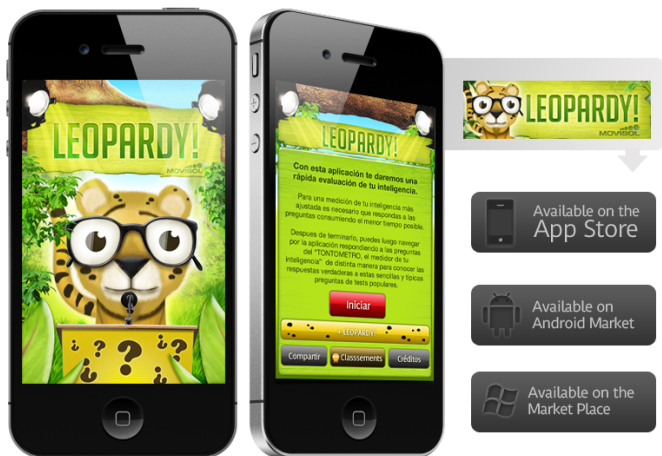 LEOPARDY!
MOVISOL
? ? ? ? ?
LEOPARDY!
MOVISOL
Con esta aplicación te daremos una
rápida evaluación de tu inteligencia.
Para una medición de tu inteligencia más
ajustada es necesario que respondas a las
preguntas consumiendo el menor tiempo posible.
Despues de terminarlo, puedes luego navegar
por la aplicación respondiendo a las preguntas
del "TONTOMETRO, el medidor de tu
inteligencia" de distinta manera para conocer las
respuestas verdaderas a estas sencillas y típicas
preguntas de tests populares.
Iniciar
+ LEOPARDY!
Compartir
Classsements
Créditos
LEOPARDY!
MOVISOL
Available on the
App Store
Available on
Android Market
Available on the
Market Place